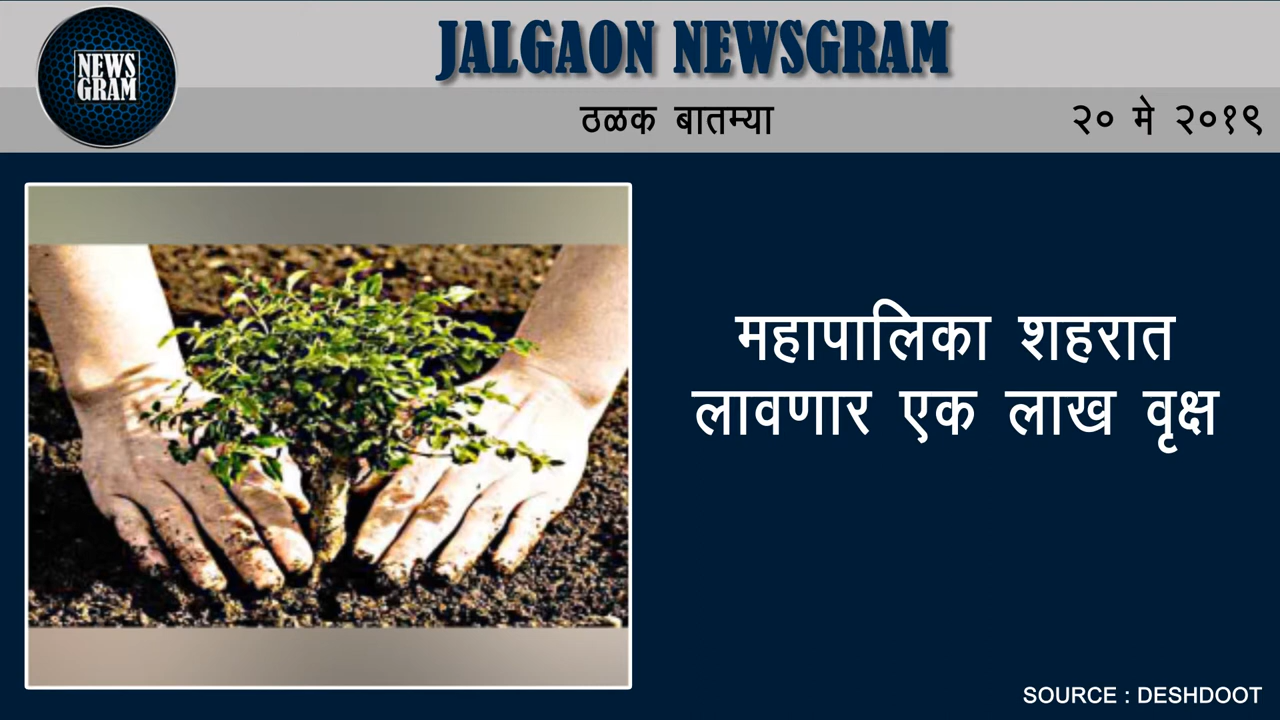 NEWS
GRAM
JALGAON NEWSGRAM
ठळक बातम्या
२० मे २०१९
महापालिका शहरात
लावणार एक लाख वृक्ष
SOURCE : DESHDOOT